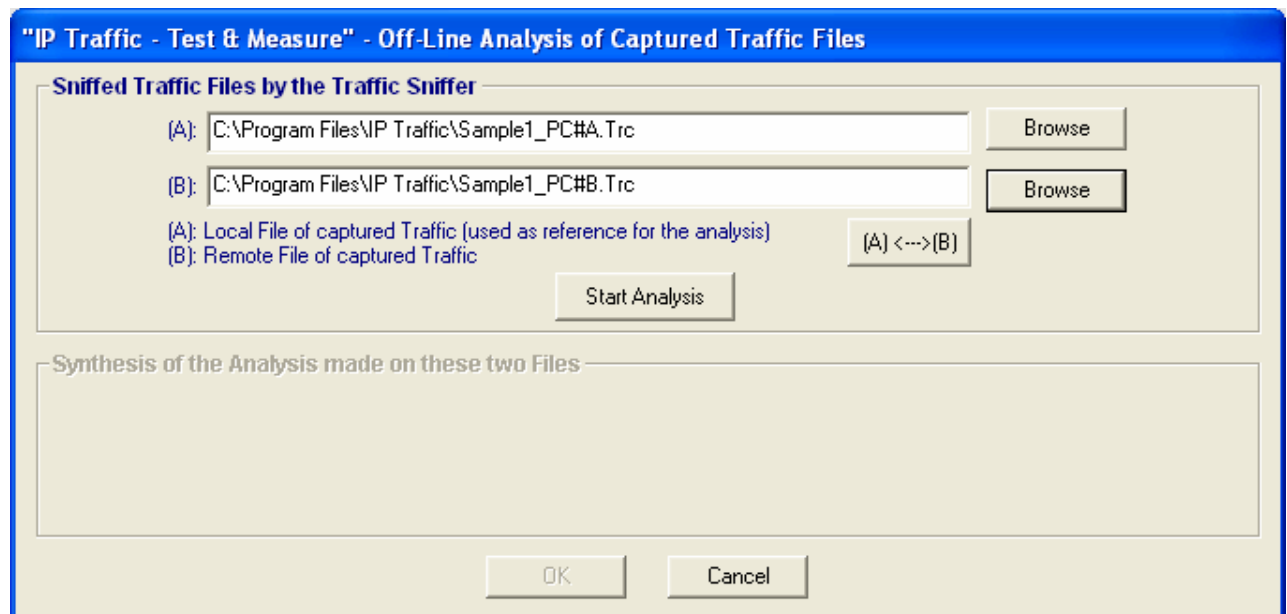 "IP Traffic - Test & Measure" - Off-Line Analysis of Captured Traffic Files
Sniffed Traffic Files by the Traffic Sniffer
(A): C:\Program Files\IP Traffic\Sample1_PC#A.Trc Browse
(B): C:\Program Files\IP Traffic\Sample1_PC#B.Trc Browse
(A): Local File of captured Traffic (used as reference for the analysis)
(B): Remote File of captured Traffic
(A) <--->(B)
Start Analysis
Synthesis of the Analysis made on these two Files
OK Cancel